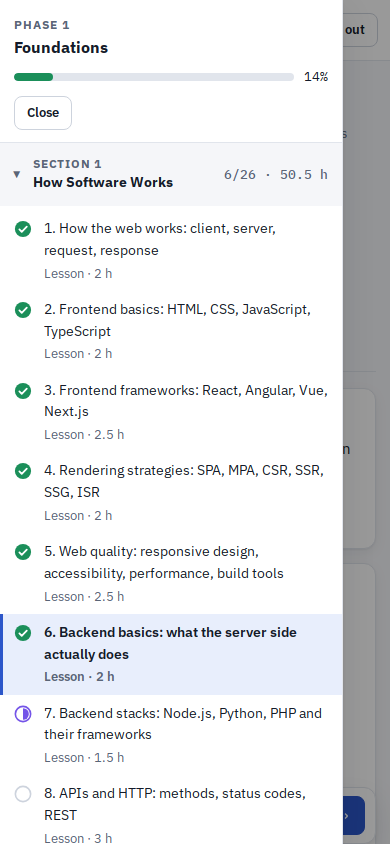 PHASE 1
Foundations
14%
Close
out
s
▼ SECTION 1
How Software Works
6/26 · 50.5 h
1. How the web works: client, server,
request, response
Lesson · 2 h
2. Frontend basics: HTML, CSS, JavaScript,
TypeScript
Lesson · 2 h
3. Frontend frameworks: React, Angular, Vue,
Next.js
Lesson · 2.5 h
4. Rendering strategies: SPA, MPA, CSR, SSR,
SSG, ISR
Lesson · 2 h
n
5. Web quality: responsive design,
accessibility, performance, build tools
Lesson · 2.5 h
6. Backend basics: what the server side
actually does
Lesson · 2 h
7. Backend stacks: Node.js, Python, PHP and
their frameworks
Lesson · 1.5 h
8. APIs and HTTP: methods, status codes,
REST
Lesson · 3 h
›